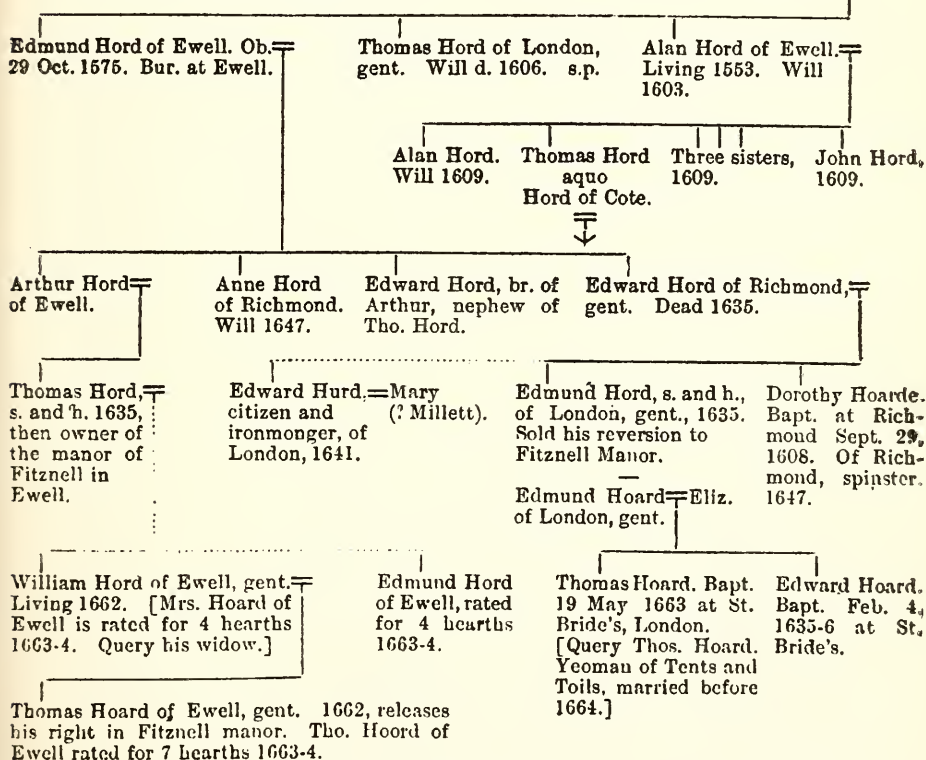 Edmund Hord of Ewell. Ob.
29 Oct. 1575. Bur. at Ewell.
Thomas Hord of London,
gent. Will d. 1606. s.p.
Alan Hord of Ewell.
Living 1553. Will
1603.
Alan Hord.
Will 1609.
Thomas Hord
aquo
Hord of Cote.
Three sisters,
1609.
John Hord,
1609.
Arthur Hord
of Ewell.
Anne Hord
of Richmond.
Will 1647.
Edward Hord, br. of
Arthur, nephew of
Tho. Hord.
Edward Hord of Richmond,
gent. Dead 1635.
Thomas Hord,
s. and h. 1635,
then owner of
the manor of
Fitznell in
Ewell.
Edward Hurd,
citizen and
ironmonger, of
London, 1641.
Mary
(? Millett).
Edmund Hord, s. and h.,
of London, gent., 1635.
Sold his reversion to
Fitznell Manor.
Edmund Hoard
of London, gent.
Eliz.
Dorothy Hoarde.
Bapt. at Rich-
moud Sept. 29,
1608. Of Rich-
mond, spinster.
1647.
William Hord of Ewell, gent.
Living 1662. [Mrs. Hoard of
Ewell is rated for 4 hearths
1663-4. Query his widow.]
Edmund Hord
of Ewell, rated
for 4 hearths
1663-4.
Thomas Hoard. Bapt.
19 May 1663 at St.
Bride's, London.
[Query Thos. Hoard.
Yeoman of Tents and
Toils, married before
1664.]
Edward Hoard.
Bapt. Feb. 4,
1635-6 at St.
Bride's.
Thomas Hoard of Ewell, gent. 1662, releases
his right in Fitznell manor. Tho. Hoord of
Ewell rated for 7 hearths 1663-4.